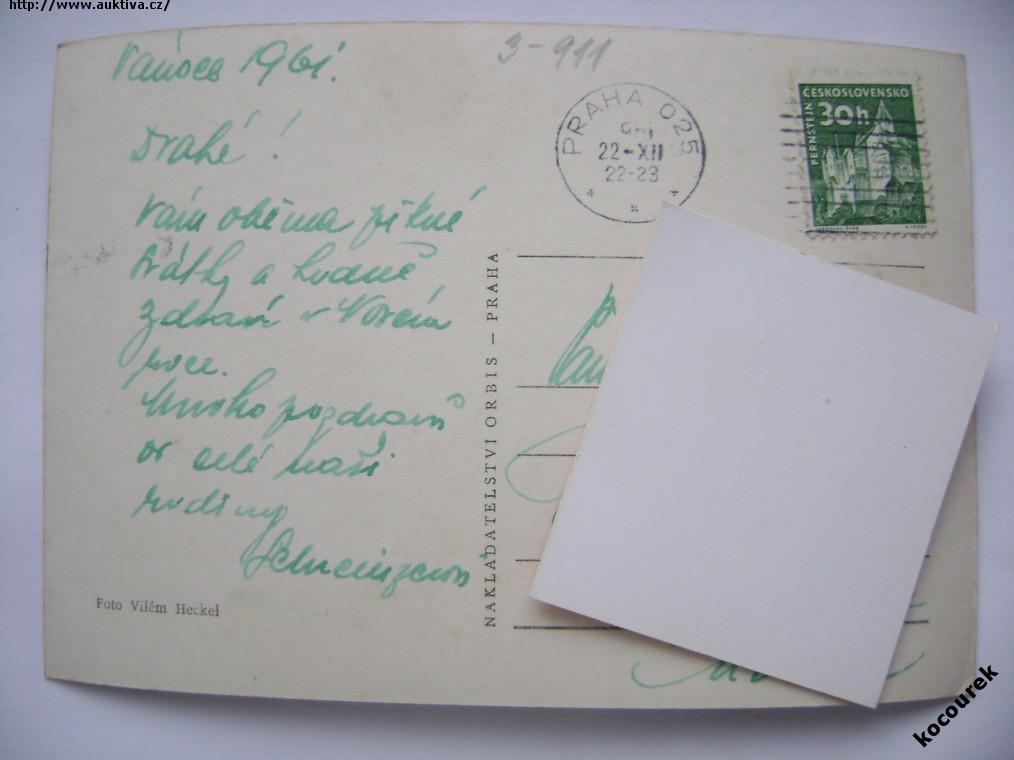 http://www.auktiva.cz/
Vánoce 1961.
3-911
PRAHA 025
22-XII
22-23
ČESKOSLOVENSKO
30h
PERNŠTEJN
Drahé!
Vám oběma pěkné
svátky a hodně
zdraví v Novém
roce.
Mnoho pozdravů
od celé naší
rodiny
NAKLADATELSTVÍ ORBIS — PRAHA
Foto Vilém Heckel
kocourek